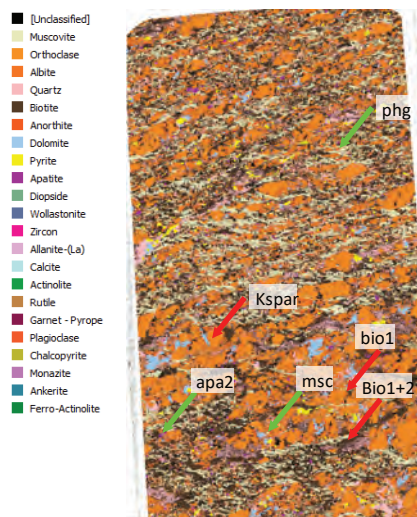 [Unclassified]
Muscovite
Orthoclase
Albite
Quartz
Biotite
Anorthite
Dolomite
Pyrite
Apatite
Diopside
Wollastonite
Zircon
Allanite-(La)
Calcite
Actinolite
Rutile
Garnet - Pyrope
Plagioclase
Chalcopyrite
Monazite
Ankerite
Ferro-Actinolite
phg
Kspar
bio1
apa2
msc
Bio1+2